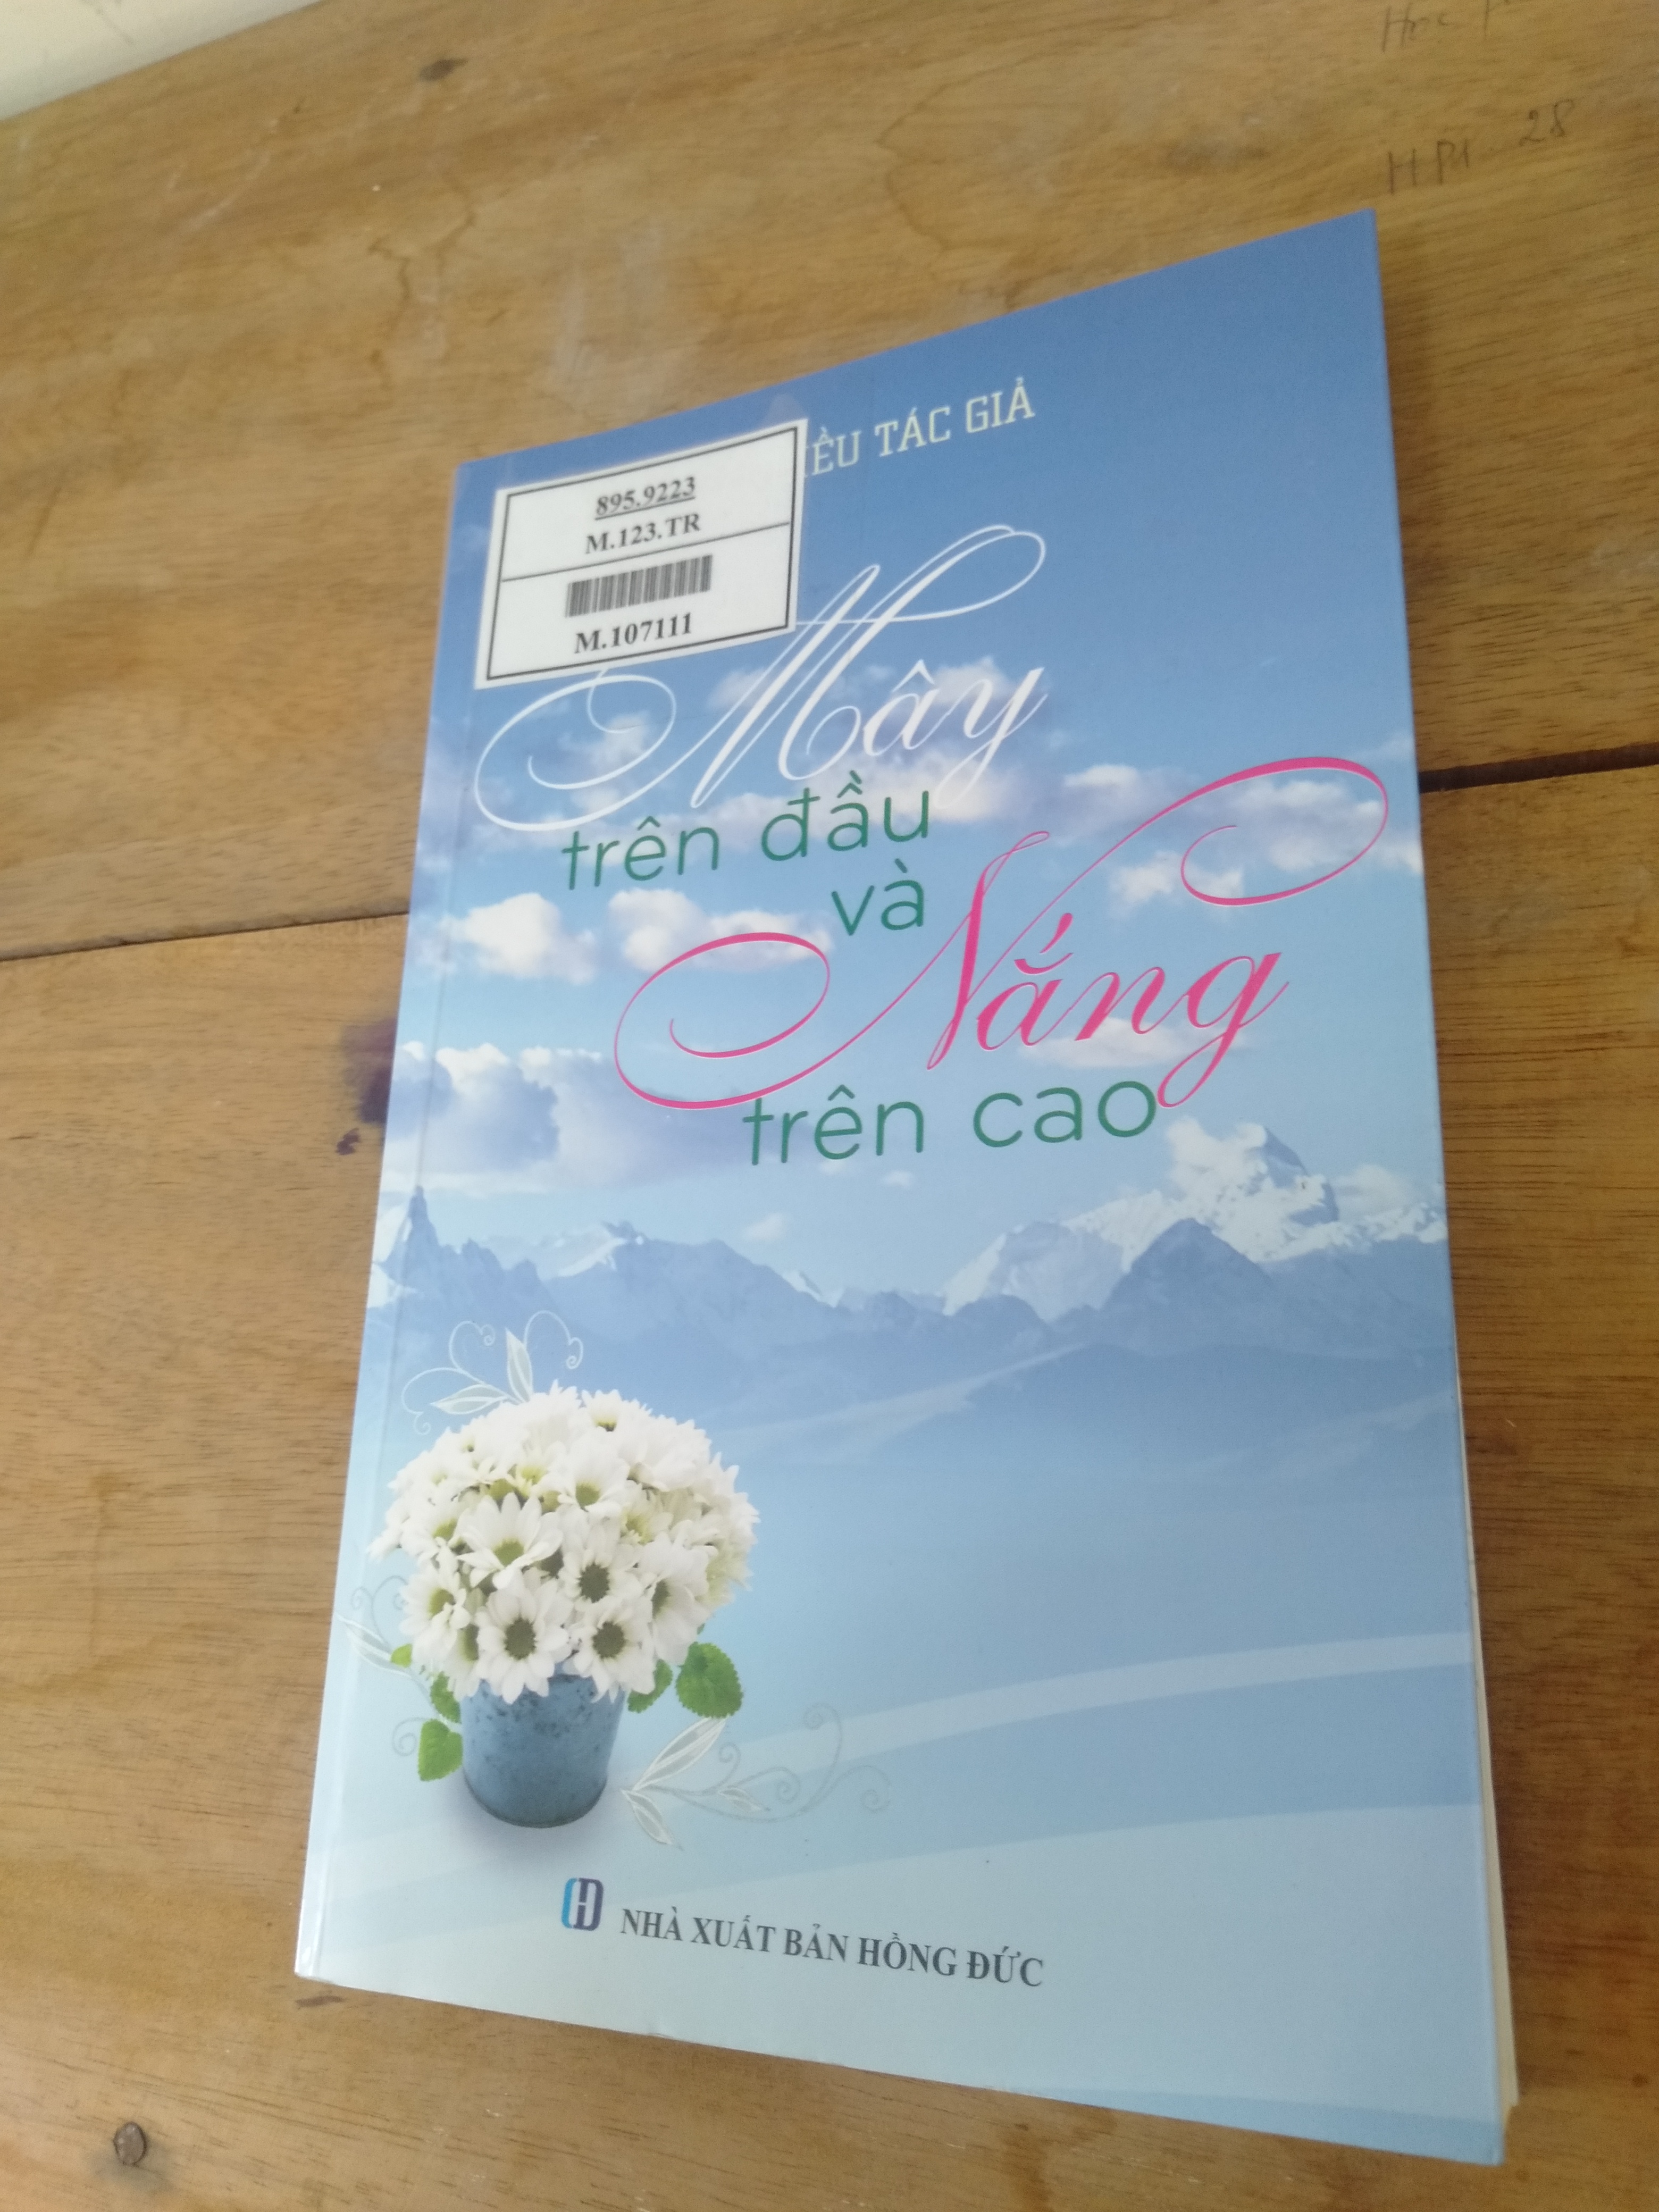 HPI 28
ỀU TÁC GIẢ
895.9223
M.123.TR
M.107111
Mây
trên đầu
và
Nắng
trên cao
NHÀ XUẤT BẢN HỒNG ĐỨC